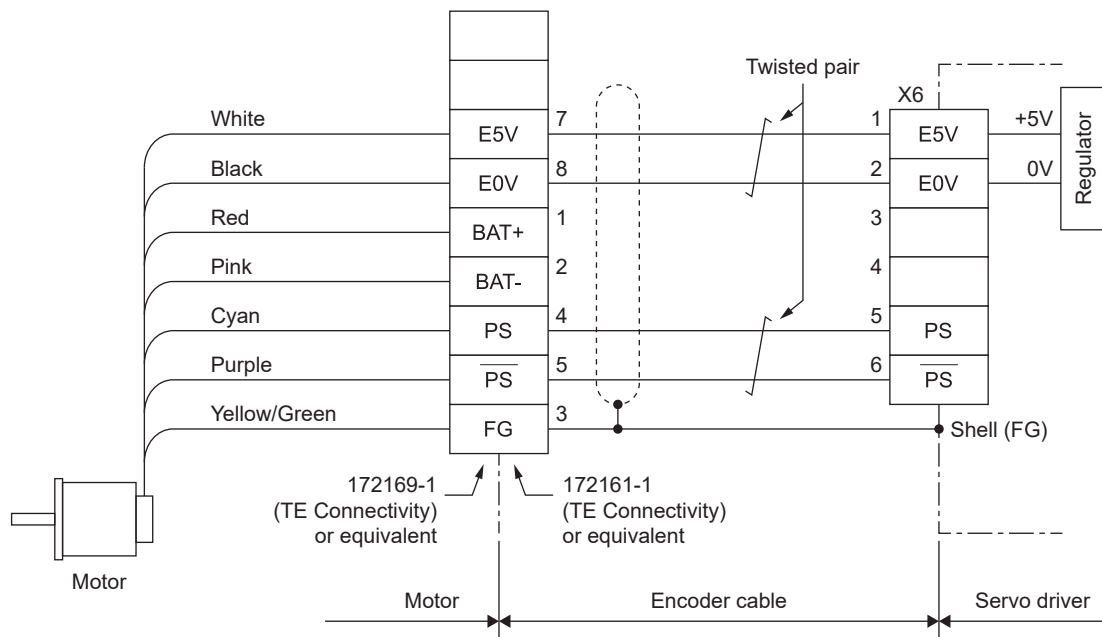 Twisted pair
X6
White
E5V
7
1
E5V
+5V
Regulator
Black
E0V
8
2
E0V
0V
Red
BAT+
1
3
Pink
BAT-
2
4
Cyan
PS
4
5
PS
Purple
P̅S̅
5
6
P̅S̅
Yellow/Green
FG
3
Shell (FG)
172169-1
(TE Connectivity)
or equivalent
172161-1
(TE Connectivity)
or equivalent
Motor
Motor
Encoder cable
Servo driver